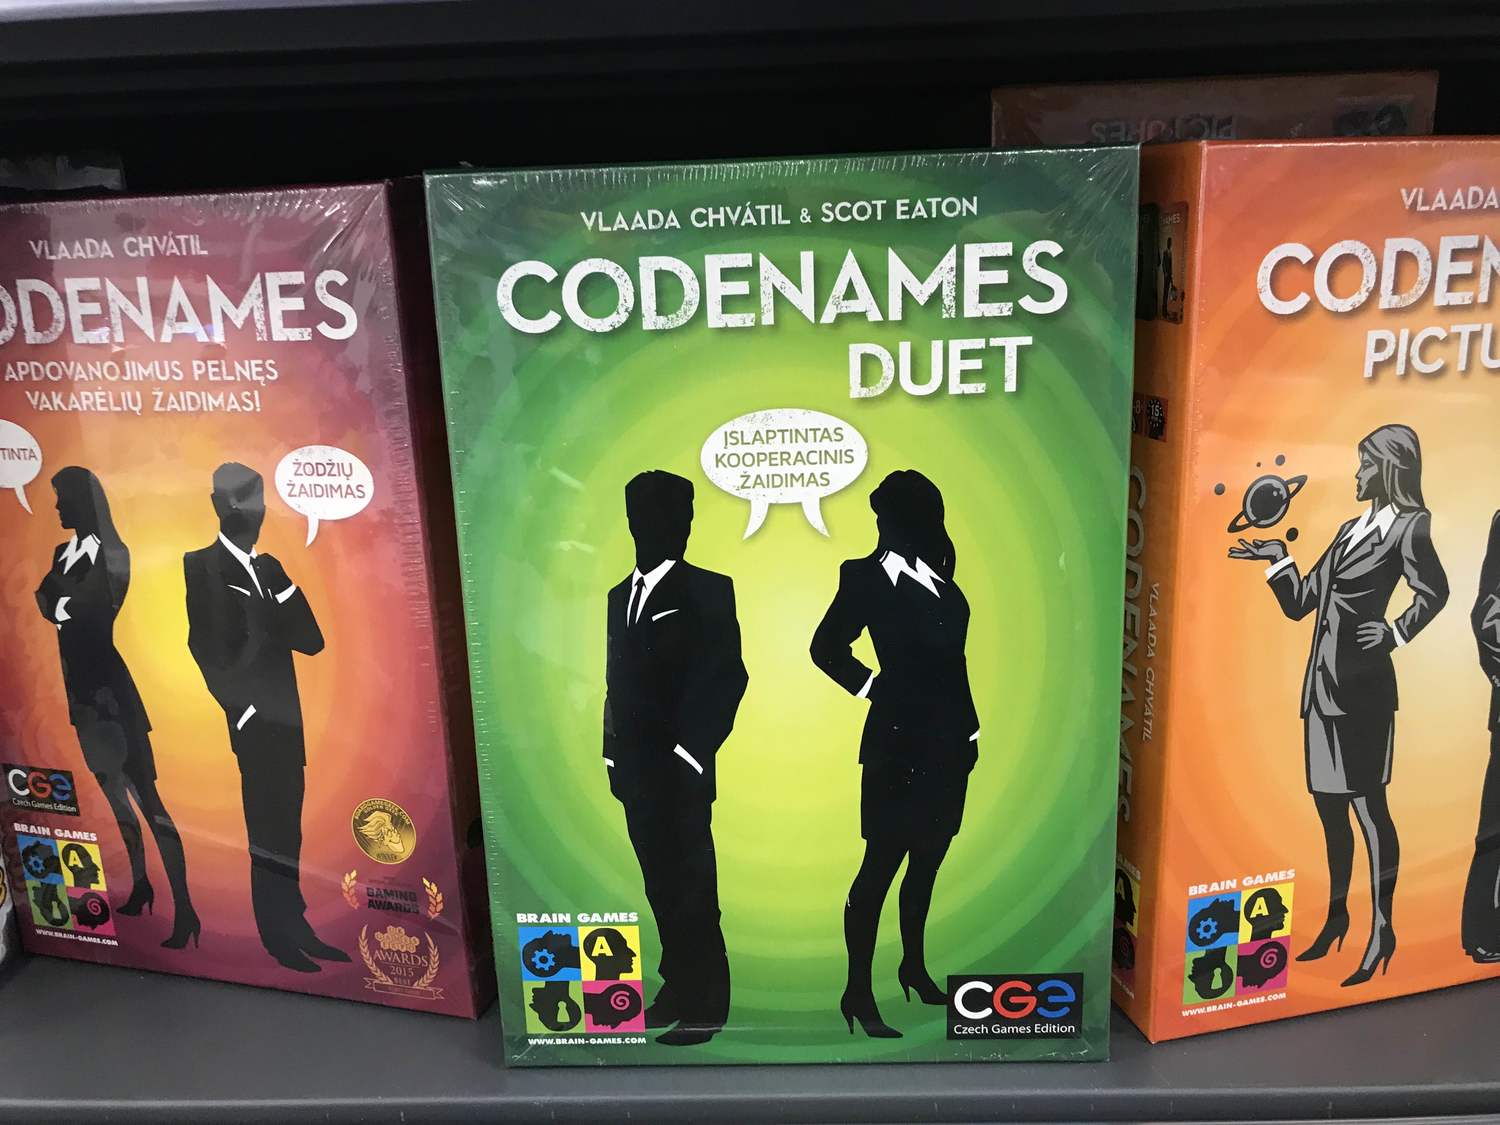 VLAADA CHVÁTIL
ODENAMES
APDOVANOJIMUS PELNĘS
VAKARĖLIŲ ŽAIDIMAS!
ŽODŽIŲ
ŽAIDIMAS
CGE
Czech Games Edition
BRAIN GAMES
A
WWW.BRAIN-GAMES.COM
GAMING
AWARDS
AWARDS
2015
VLAADA CHVÁTIL & SCOT EATON
CODENAMES
DUET
ĮSLAPTINTAS
KOOPERACINIS
ŽAIDIMAS
BRAIN GAMES
A
WWW.BRAIN-GAMES.COM
CGE
Czech Games Edition
PICTURES
CODENAMES
VLAADA CHVÁTIL
VLAADA
CODEN
PICTU
BRAIN GAMES
A
WWW.BRAIN-GAMES.COM